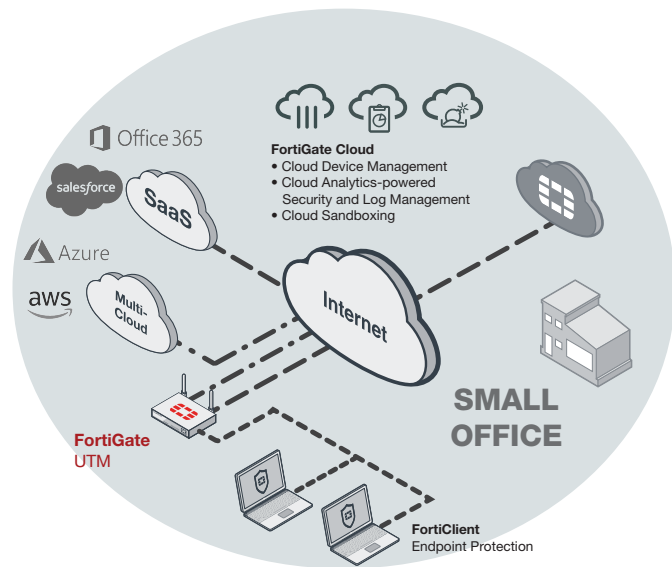 Office 365
salesforce
SaaS
Azure
aws
Multi-
Cloud
FortiGate Cloud
• Cloud Device Management
• Cloud Analytics-powered
Security and Log Management
• Cloud Sandboxing
Internet
SMALL
OFFICE
FortiGate
UTM
FortiClient
Endpoint Protection